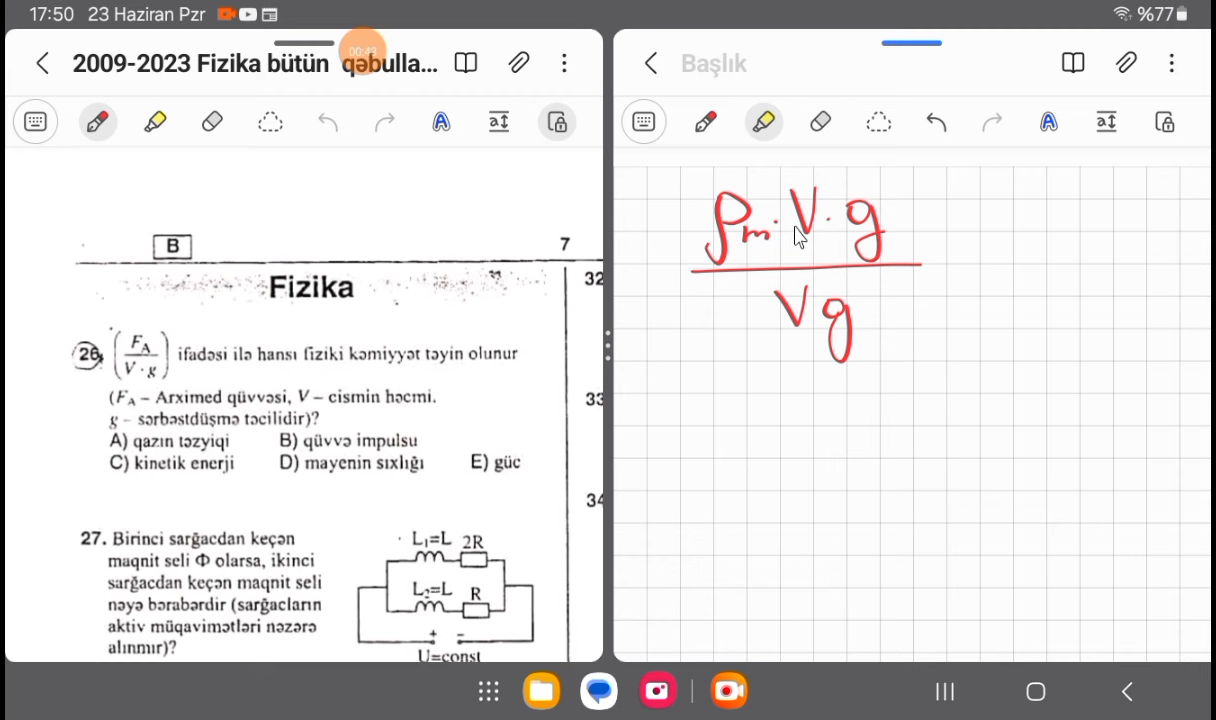 17:50 23 Haziran Pzr %77
00:43
2009-2023 Fizika bütün qəbulla...
Başlık
B 7
Fizika
26. (F_A / V · g) ifadəsi ilə hansı fiziki kəmiyyət təyin olunur
(F_A – Arximed qüvvəsi, V – cismin həcmi.
g – sərbəstdüşmə təcilidir)?
A) qazın təzyiqi B) qüvvə impulsu
C) kinetik enerji D) mayenin sıxlığı E) güc
27. Birinci sarğacdan keçən
maqnit seli Φ olarsa, ikinci
sarğacdan keçən maqnit seli
nəyə bərabərdir (sarğacların
aktiv müqavimətləri nəzərə
alınmır)?
L₁=L 2R
L₂=L R
+ –
U=const
32
33
34
ρm · V · g
V g